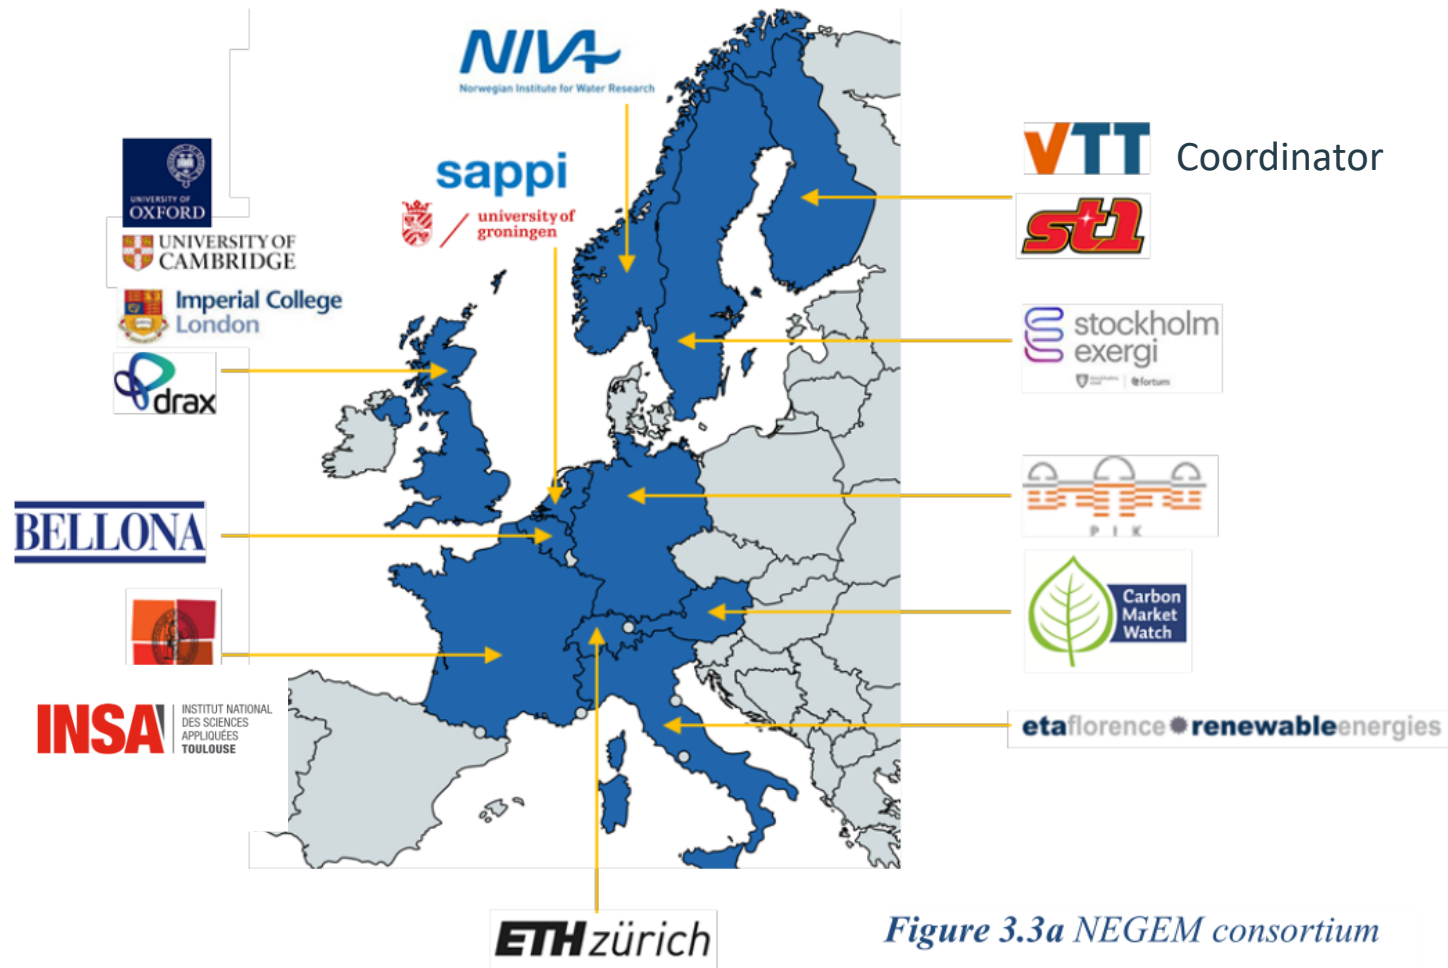 NIVA
Norwegian Institute for Water Research
sappi
university of
groningen
UNIVERSITY OF
OXFORD
UNIVERSITY OF
CAMBRIDGE
Imperial College
London
drax
BELLONA
INSA
INSTITUT NATIONAL
DES SCIENCES
APPLIQUÉES
TOULOUSE
ETH zürich
VTT Coordinator
st1
stockholm
exergi
fortum
PIK
Carbon
Market
Watch
etaflorence renewableenergies
Figure 3.3a NEGEM consortium